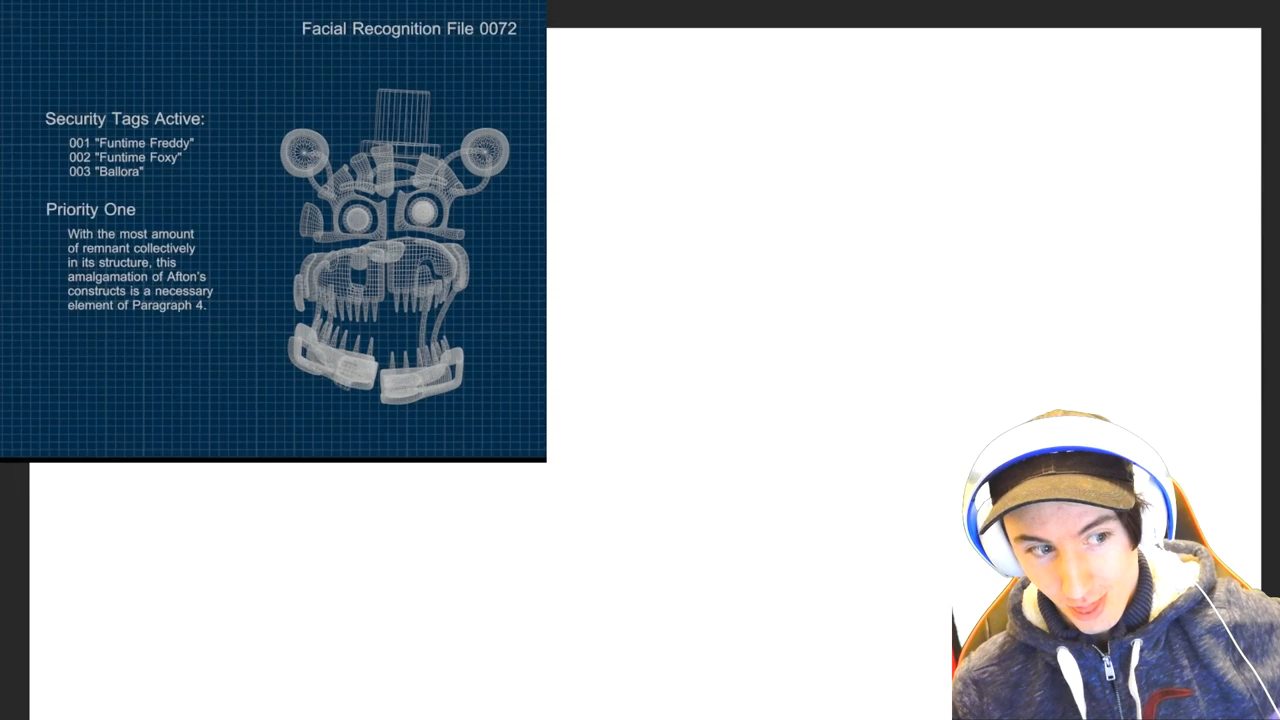 Facial Recognition File 0072
Security Tags Active:
001 "Funtime Freddy"
002 "Funtime Foxy"
003 "Ballora"
Priority One
With the most amount
of remnant collectively
in its structure, this
amalgamation of Afton's
constructs is a necessary
element of Paragraph 4.